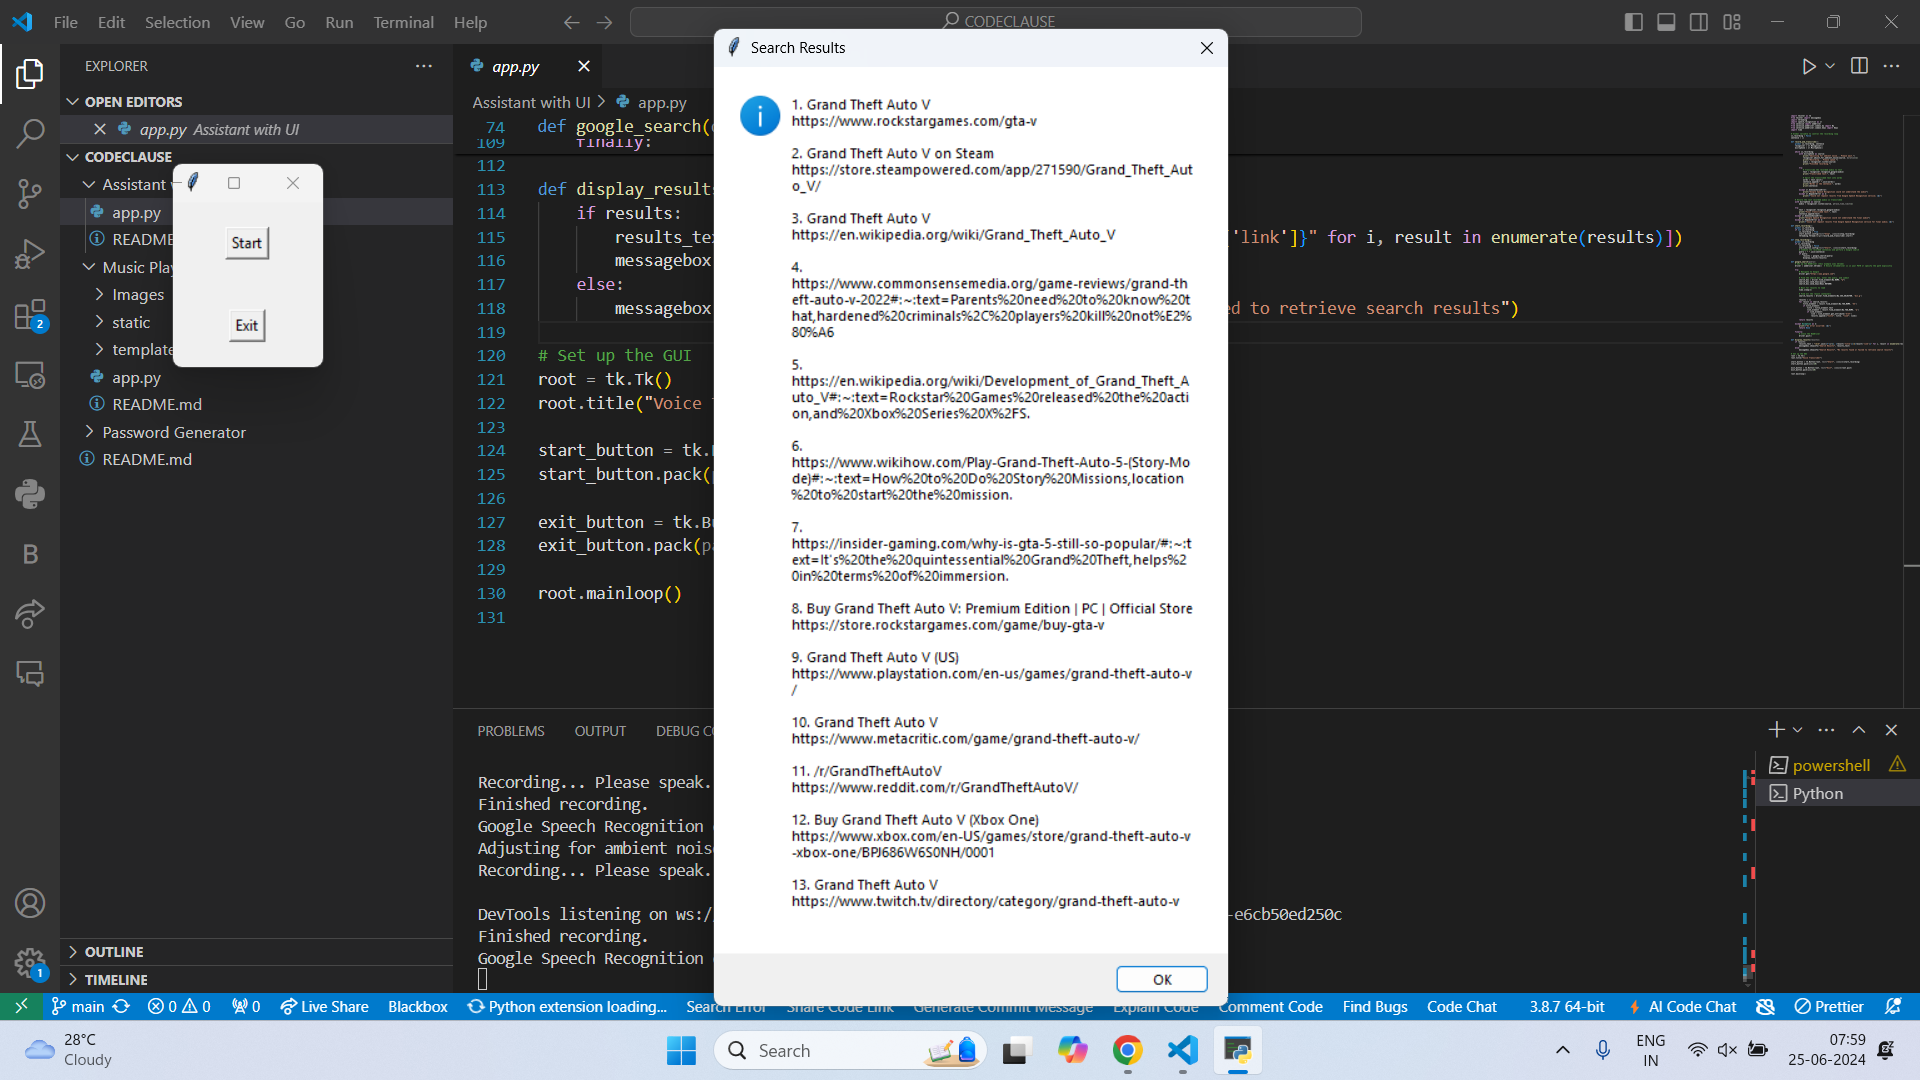 File Edit Selection View Go Run Terminal Help
CODECLAUSE
EXPLORER
OPEN EDITORS
app.py Assistant with UI
CODECLAUSE
Assistant
app.py
README
Music Play
Images
static
template
app.py
README.md
Password Generator
README.md
OUTLINE
TIMELINE
2
B
1
Start
Exit
app.py
Assistant with UI > app.py
74 def google_search(
109 finally:
112
113 def display_result
114 if results:
115 results_te
['link']}" for i, result in enumerate(results)])
116 messagebox
117 else:
118 messagebox
ed to retrieve search results")
119
120 # Set up the GUI
121 root = tk.Tk()
122 root.title("Voice
123
124 start_button = tk.
125 start_button.pack(
126
127 exit_button = tk.B
128 exit_button.pack(p
129
130 root.mainloop()
131
Search Results
1. Grand Theft Auto V
https://www.rockstargames.com/gta-v
2. Grand Theft Auto V on Steam
https://store.steampowered.com/app/271590/Grand_Theft_Aut
o_V/
3. Grand Theft Auto V
https://en.wikipedia.org/wiki/Grand_Theft_Auto_V
4.
https://www.commonsensemedia.org/game-reviews/grand-th
eft-auto-v-2022#:~:text=Parents%20need%20to%20know%20t
hat,hardened%20criminals%2C%20players%20kill%20not%E2%
80%A6
5.
https://en.wikipedia.org/wiki/Development_of_Grand_Theft_A
uto_V#:~:text=Rockstar%20Games%20released%20the%20acti
on,and%20Xbox%20Series%20X%2FS.
6.
https://www.wikihow.com/Play-Grand-Theft-Auto-5-(Story-Mo
de)#:~:text=How%20to%20Do%20Story%20Missions,location
%20to%20start%20the%20mission.
7.
https://insider-gaming.com/why-is-gta-5-still-so-popular/#:~:t
ext=It's%20the%20quintessential%20Grand%20Theft,helps%2
0in%20terms%20of%20immersion.
8. Buy Grand Theft Auto V: Premium Edition | PC | Official Store
https://store.rockstargames.com/game/buy-gta-v
9. Grand Theft Auto V (US)
https://www.playstation.com/en-us/games/grand-theft-auto-v
/
10. Grand Theft Auto V
https://www.metacritic.com/game/grand-theft-auto-v/
11. /r/GrandTheftAutoV
https://www.reddit.com/r/GrandTheftAutoV/
12. Buy Grand Theft Auto V (Xbox One)
https://www.xbox.com/en-US/games/store/grand-theft-auto-v
-xbox-one/BPJ686W6S0NH/0001
13. Grand Theft Auto V
https://www.twitch.tv/directory/category/grand-theft-auto-v
OK
PROBLEMS OUTPUT DEBUG CO
Recording... Please speak.
Finished recording.
Google Speech Recognition
Adjusting for ambient nois
Recording... Please speak.
DevTools listening on ws:/
-e6cb50ed250c
Finished recording.
Google Speech Recognition
powershell
Python
main 0 0 0 Live Share Blackbox Python extension loading... Search Error Share Code Link Generate Commit Message Explain Code Comment Code Find Bugs Code Chat 3.8.7 64-bit AI Code Chat Prettier
28°C
Cloudy
Search
ENG
IN
07:59
25-06-2024